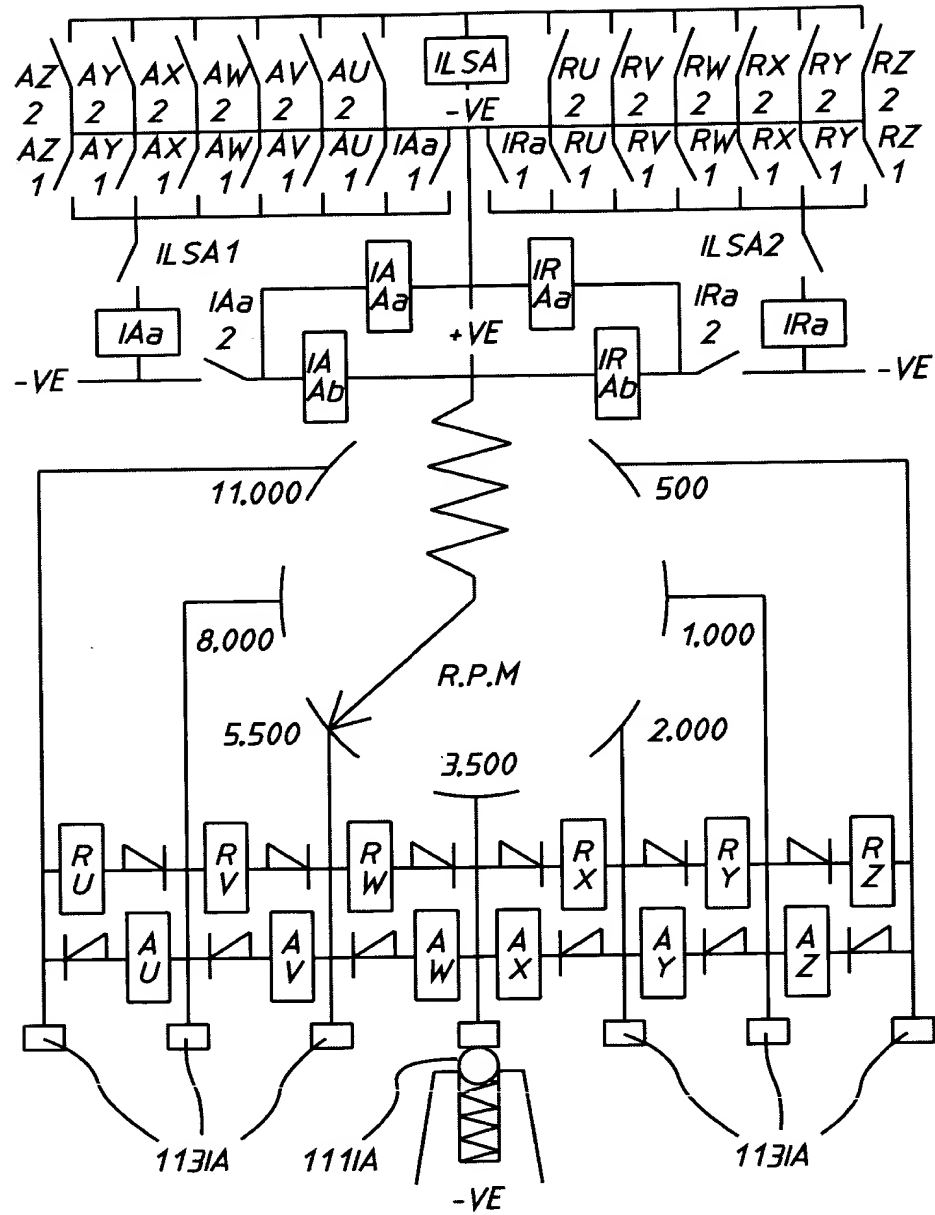 AZ AY AX AW AV AU ILSA RU RV RW RX RY RZ
2 2 2 2 2 2 -VE 2 2 2 2 2 2
AZ AY AX AW AV AU IAa IRa RU RV RW RX RY RZ
1 1 1 1 1 1 1 1 1 1 1 1 1 1
ILSA1 ILSA2
IA IR
Aa Aa
IAa IRa
2 2
IAa +VE IRa
-VE -VE
IA IR
Ab Ab
11.000 500
8.000 1.000
R.P.M
5.500 2.000
3.500
R R R R R R
U V W X Y Z
A A A A A A
U V W X Y Z
1131A 1111A 1131A
-VE